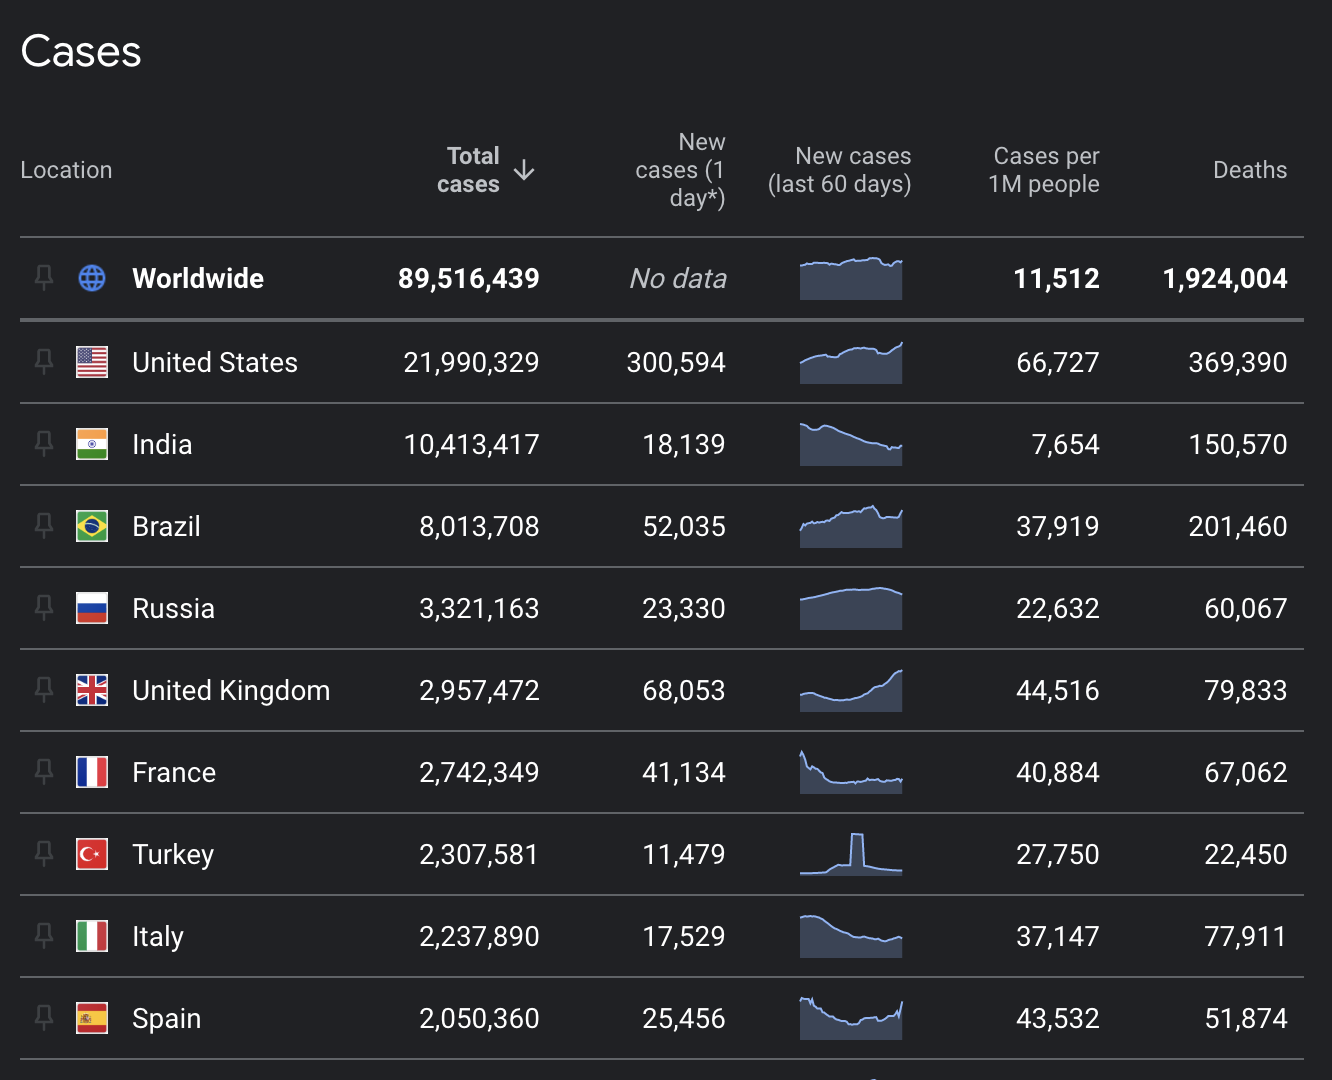 Cases
Location
Total cases
New cases (1 day*)
New cases (last 60 days)
Cases per 1M people
Deaths
Worldwide 89,516,439 No data 11,512 1,924,004
United States 21,990,329 300,594 66,727 369,390
India 10,413,417 18,139 7,654 150,570
Brazil 8,013,708 52,035 37,919 201,460
Russia 3,321,163 23,330 22,632 60,067
United Kingdom 2,957,472 68,053 44,516 79,833
France 2,742,349 41,134 40,884 67,062
Turkey 2,307,581 11,479 27,750 22,450
Italy 2,237,890 17,529 37,147 77,911
Spain 2,050,360 25,456 43,532 51,874